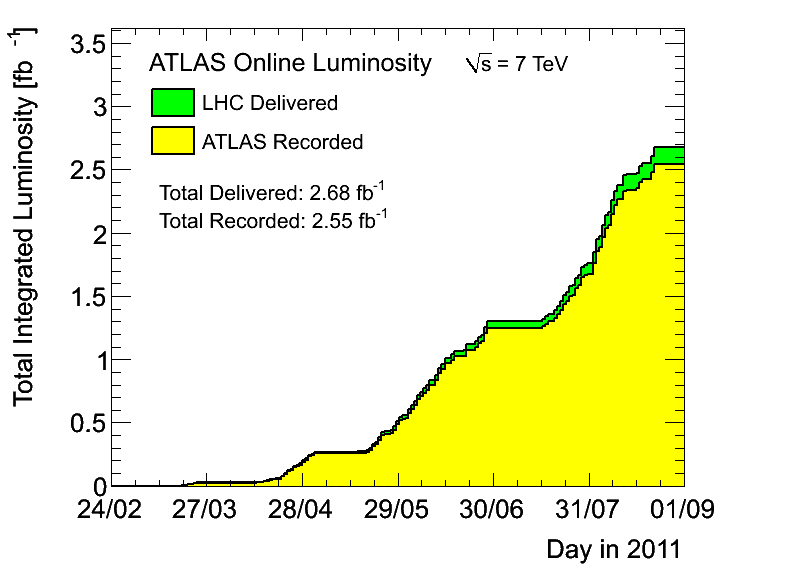 Total Integrated Luminosity [fb⁻¹]
ATLAS Online Luminosity √s = 7 TeV
LHC Delivered
ATLAS Recorded
Total Delivered: 2.68 fb⁻¹
Total Recorded: 2.55 fb⁻¹
3.5
3
2.5
2
1.5
1
0.5
0
24/02 27/03 28/04 29/05 30/06 31/07 01/09
Day in 2011